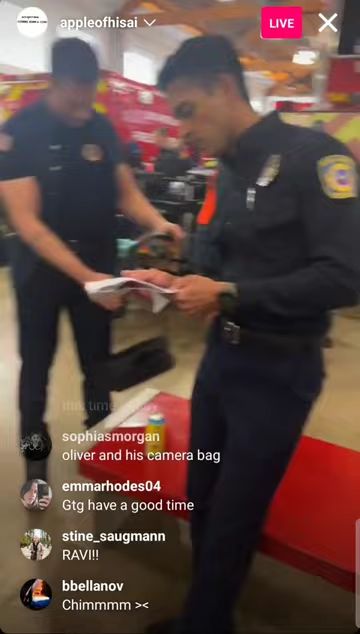 appleofhisai
LIVE
sophiasmorgan
oliver and his camera bag
emmarhodes04
Gtg have a good time
stine_saugmann
RAVI!!
bbellanov
Chimmmm ><